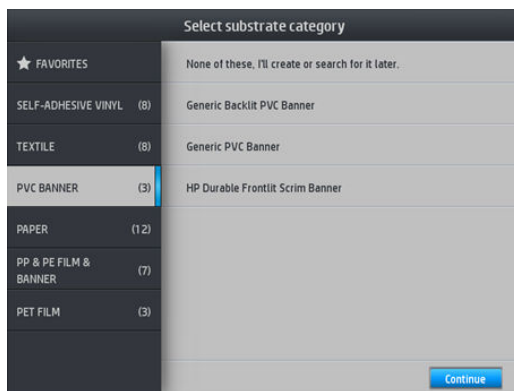 Select substrate category
FAVORITES
SELF-ADHESIVE VINYL (8)
TEXTILE (8)
PVC BANNER (3)
PAPER (12)
PP & PE FILM &
BANNER (7)
PET FILM (3)
None of these, I'll create or search for it later.
Generic Backlit PVC Banner
Generic PVC Banner
HP Durable Frontlit Scrim Banner
Continue